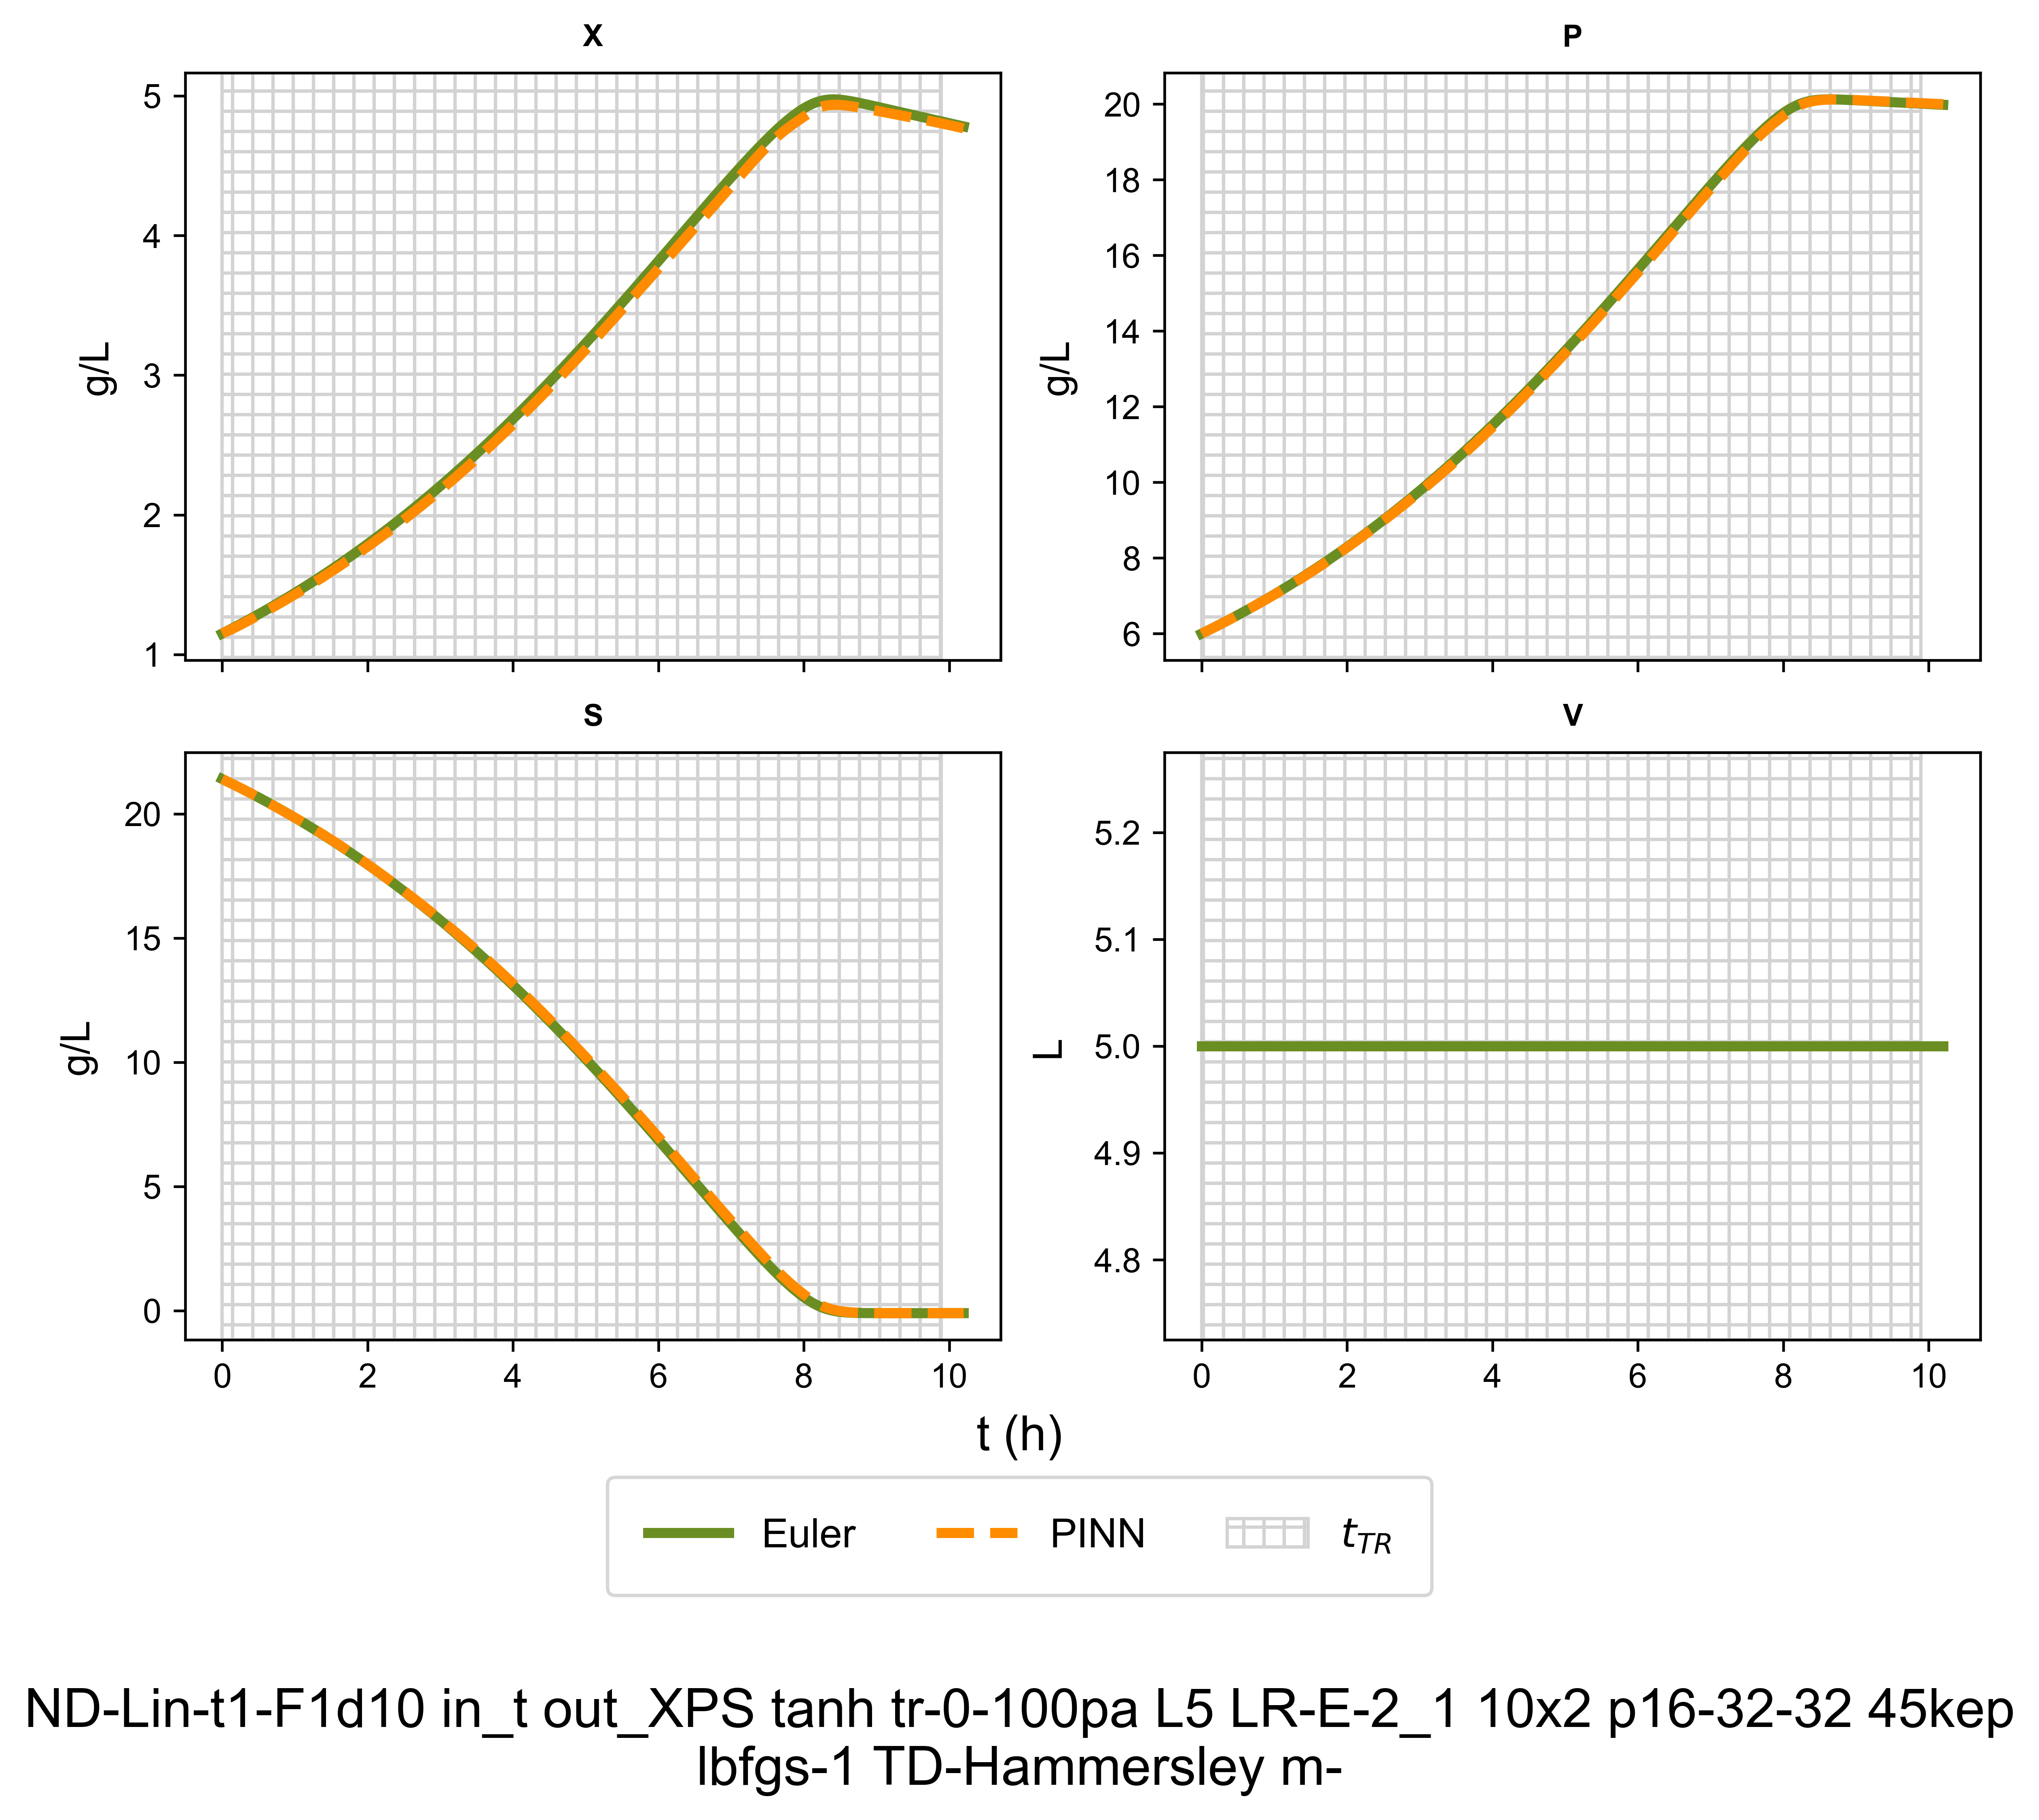 X
P
5
4
3
2
1
g/L
20
18
16
14
12
10
8
6
g/L
S
V
20
15
10
5
0
g/L
0 2 4 6 8 10
5.2
5.1
5.0
4.9
4.8
L
0 2 4 6 8 10
t (h)
Euler PINN t_TR
ND-Lin-t1-F1d10 in_t out_XPS tanh tr-0-100pa L5 LR-E-2_1 10x2 p16-32-32 45kep
lbfgs-1 TD-Hammersley m-